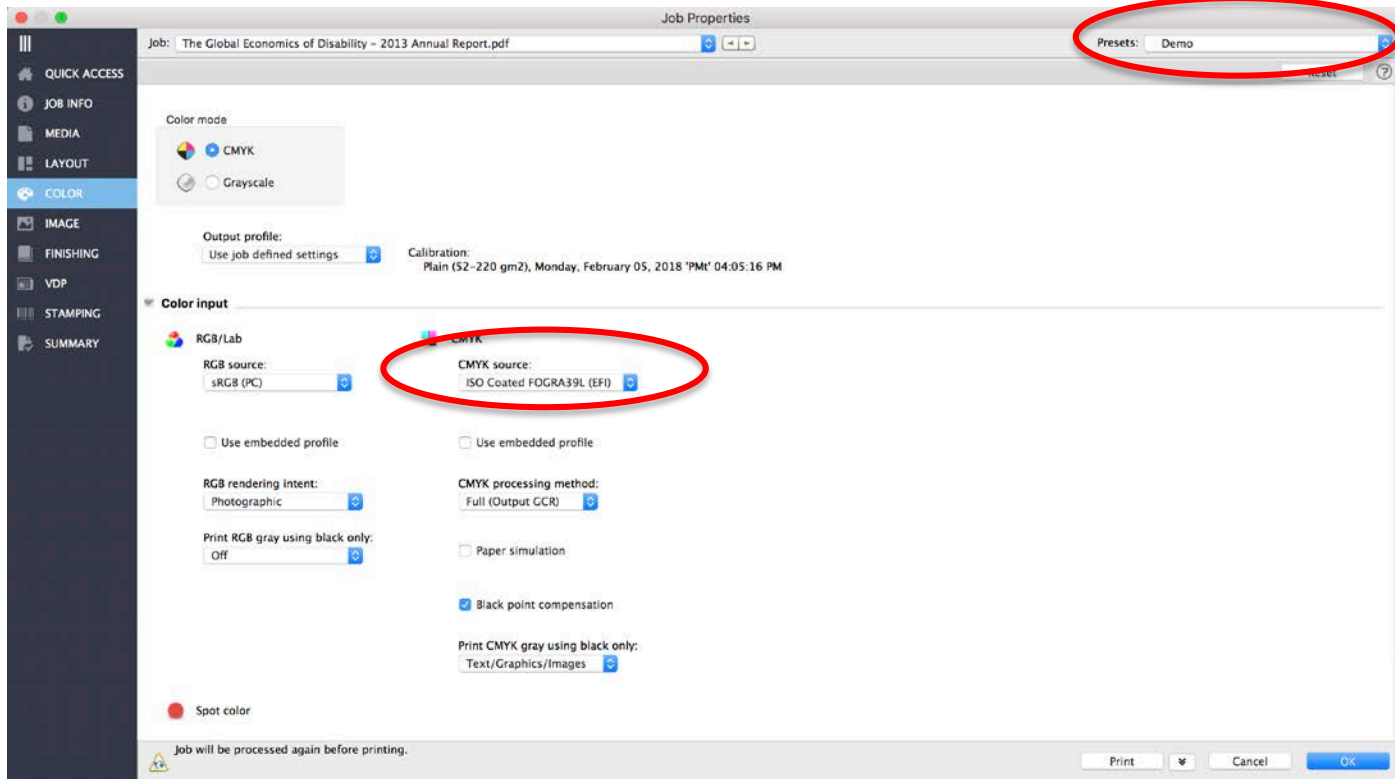 Job Properties
Job: The Global Economics of Disability – 2013 Annual Report.pdf
Presets: Demo
Reset
?
QUICK ACCESS
JOB INFO
MEDIA
LAYOUT
COLOR
IMAGE
FINISHING
VDP
STAMPING
SUMMARY
Color mode
CMYK
Grayscale
Output profile:
Use job defined settings
Calibration:
Plain (52-220 gm2), Monday, February 05, 2018 'PMt' 04:05:16 PM
Color input
RGB/Lab
CMYK
RGB source:
CMYK source:
sRGB (PC)
ISO Coated FOGRA39L (EFI)
Use embedded profile
Use embedded profile
RGB rendering intent:
CMYK processing method:
Photographic
Full (Output GCR)
Print RGB gray using black only:
Off
Paper simulation
Black point compensation
Print CMYK gray using black only:
Text/Graphics/Images
Spot color
Job will be processed again before printing.
Print
Cancel
OK